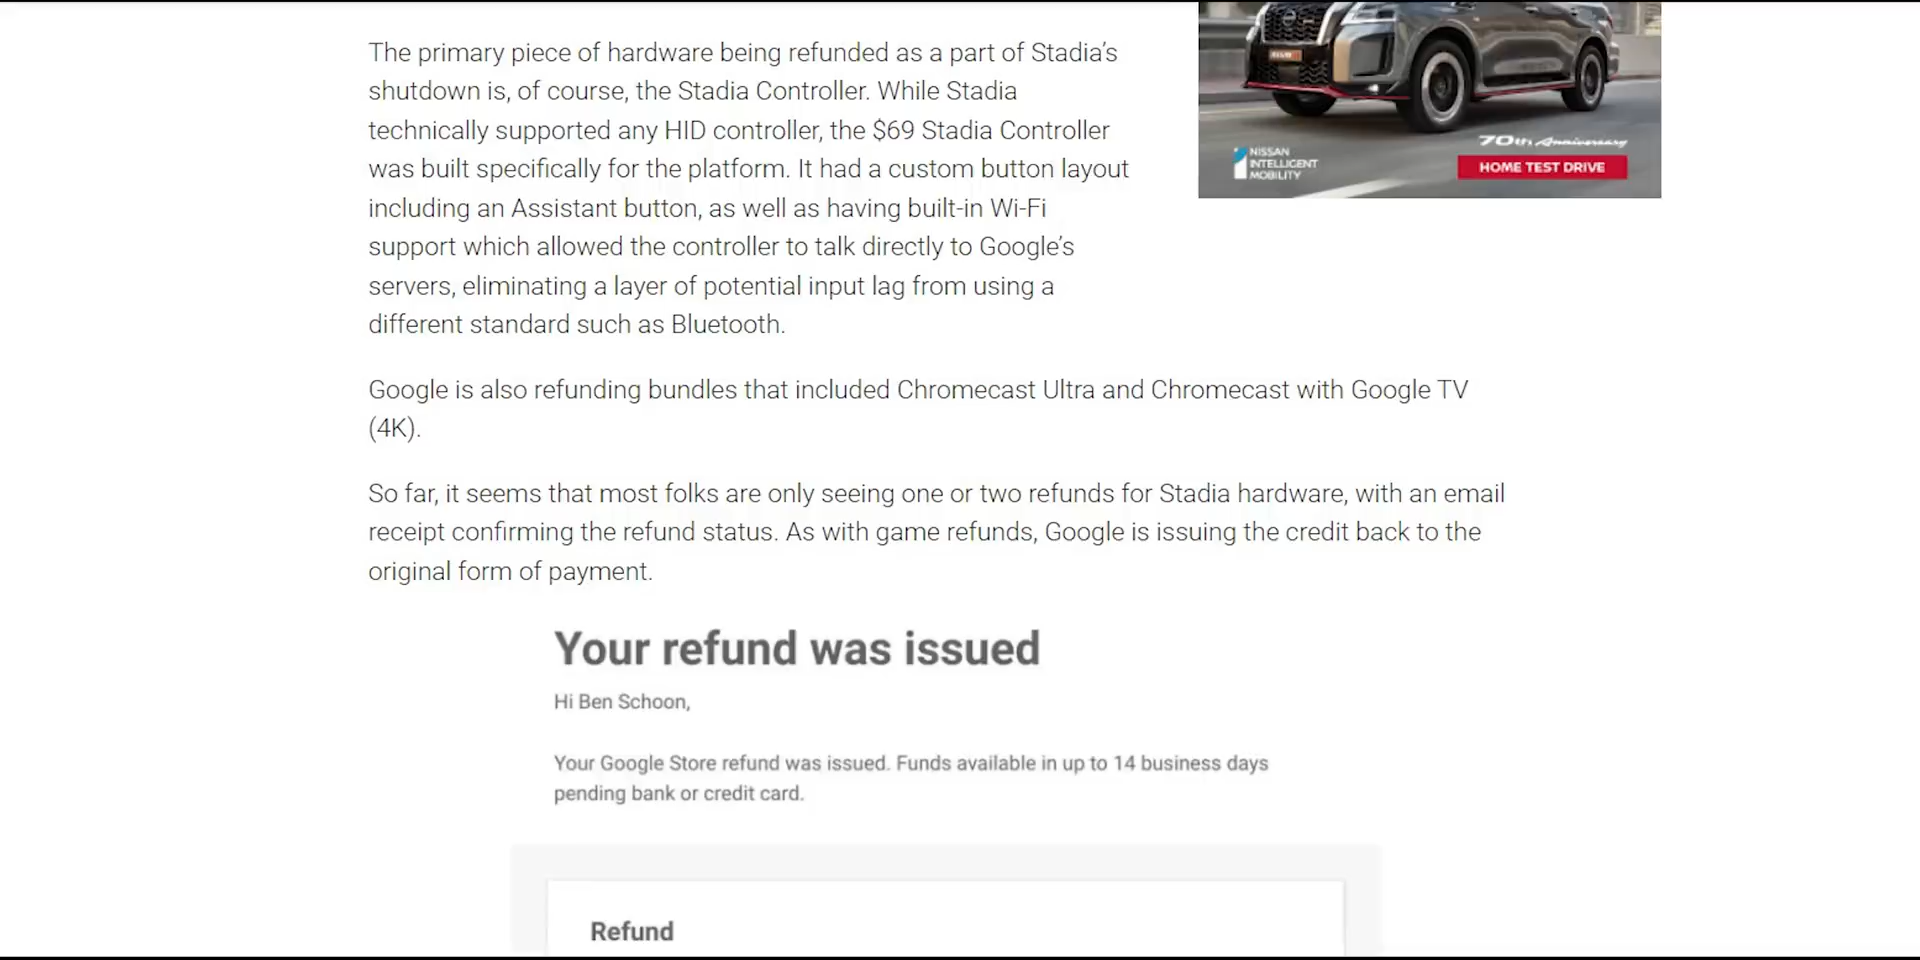 The primary piece of hardware being refunded as a part of Stadia’s
shutdown is, of course, the Stadia Controller. While Stadia
technically supported any HID controller, the $69 Stadia Controller
was built specifically for the platform. It had a custom button layout
including an Assistant button, as well as having built-in Wi-Fi
support which allowed the controller to talk directly to Google’s
servers, eliminating a layer of potential input lag from using a
different standard such as Bluetooth.
70th Anniversary
NISSAN
INTELLIGENT
MOBILITY
HOME TEST DRIVE
Google is also refunding bundles that included Chromecast Ultra and Chromecast with Google TV
(4K).
So far, it seems that most folks are only seeing one or two refunds for Stadia hardware, with an email
receipt confirming the refund status. As with game refunds, Google is issuing the credit back to the
original form of payment.
Your refund was issued
Hi Ben Schoon,
Your Google Store refund was issued. Funds available in up to 14 business days
pending bank or credit card.
Refund